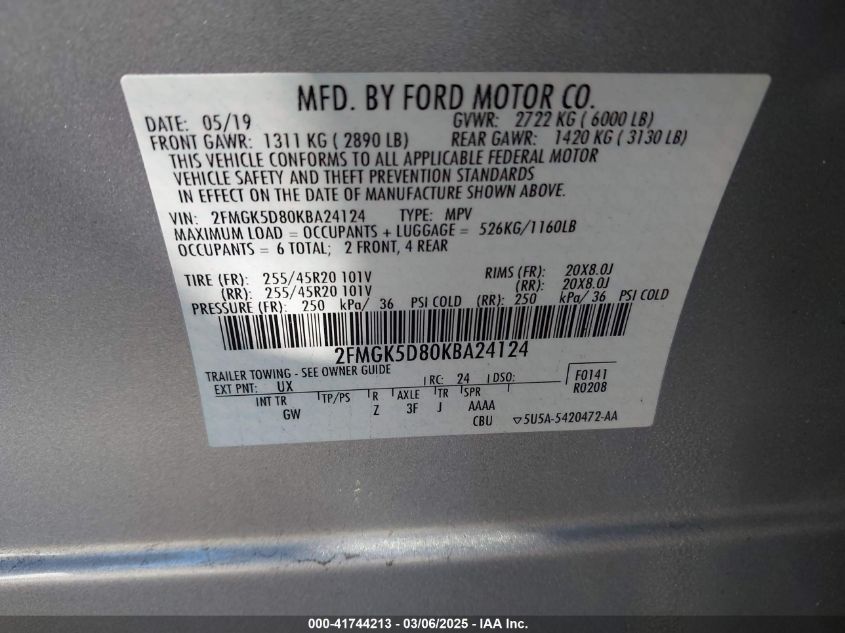 MFD. BY FORD MOTOR CO.
DATE: 05/19 GVWR: 2722 KG ( 6000 LB)
FRONT GAWR: 1311 KG ( 2890 LB) REAR GAWR: 1420 KG ( 3130 LB)
THIS VEHICLE CONFORMS TO ALL APPLICABLE FEDERAL MOTOR
VEHICLE SAFETY AND THEFT PREVENTION STANDARDS
IN EFFECT ON THE DATE OF MANUFACTURE SHOWN ABOVE.
VIN: 2FMGK5D80KBA24124 TYPE: MPV
MAXIMUM LOAD = OCCUPANTS + LUGGAGE = 526KG/1160LB
OCCUPANTS = 6 TOTAL; 2 FRONT, 4 REAR
TIRE (FR): 255/45R20 101V RIMS (FR): 20X8.0J
(RR): 255/45R20 101V (RR): 20X8.0J
PRESSURE (FR): 250 kPa/ 36 PSI COLD (RR): 250 kPa/ 36 PSI COLD
2FMGK5D80KBA24124
TRAILER TOWING - SEE OWNER GUIDE
EXT PNT: UX RC: 24 DSO: F0141
R0208
INT TR TP/PS R AXLE TR SPR
GW Z 3F J AAAA
CBU 5U5A-5420472-AA
000-41744213 - 03/06/2025 - IAA Inc.